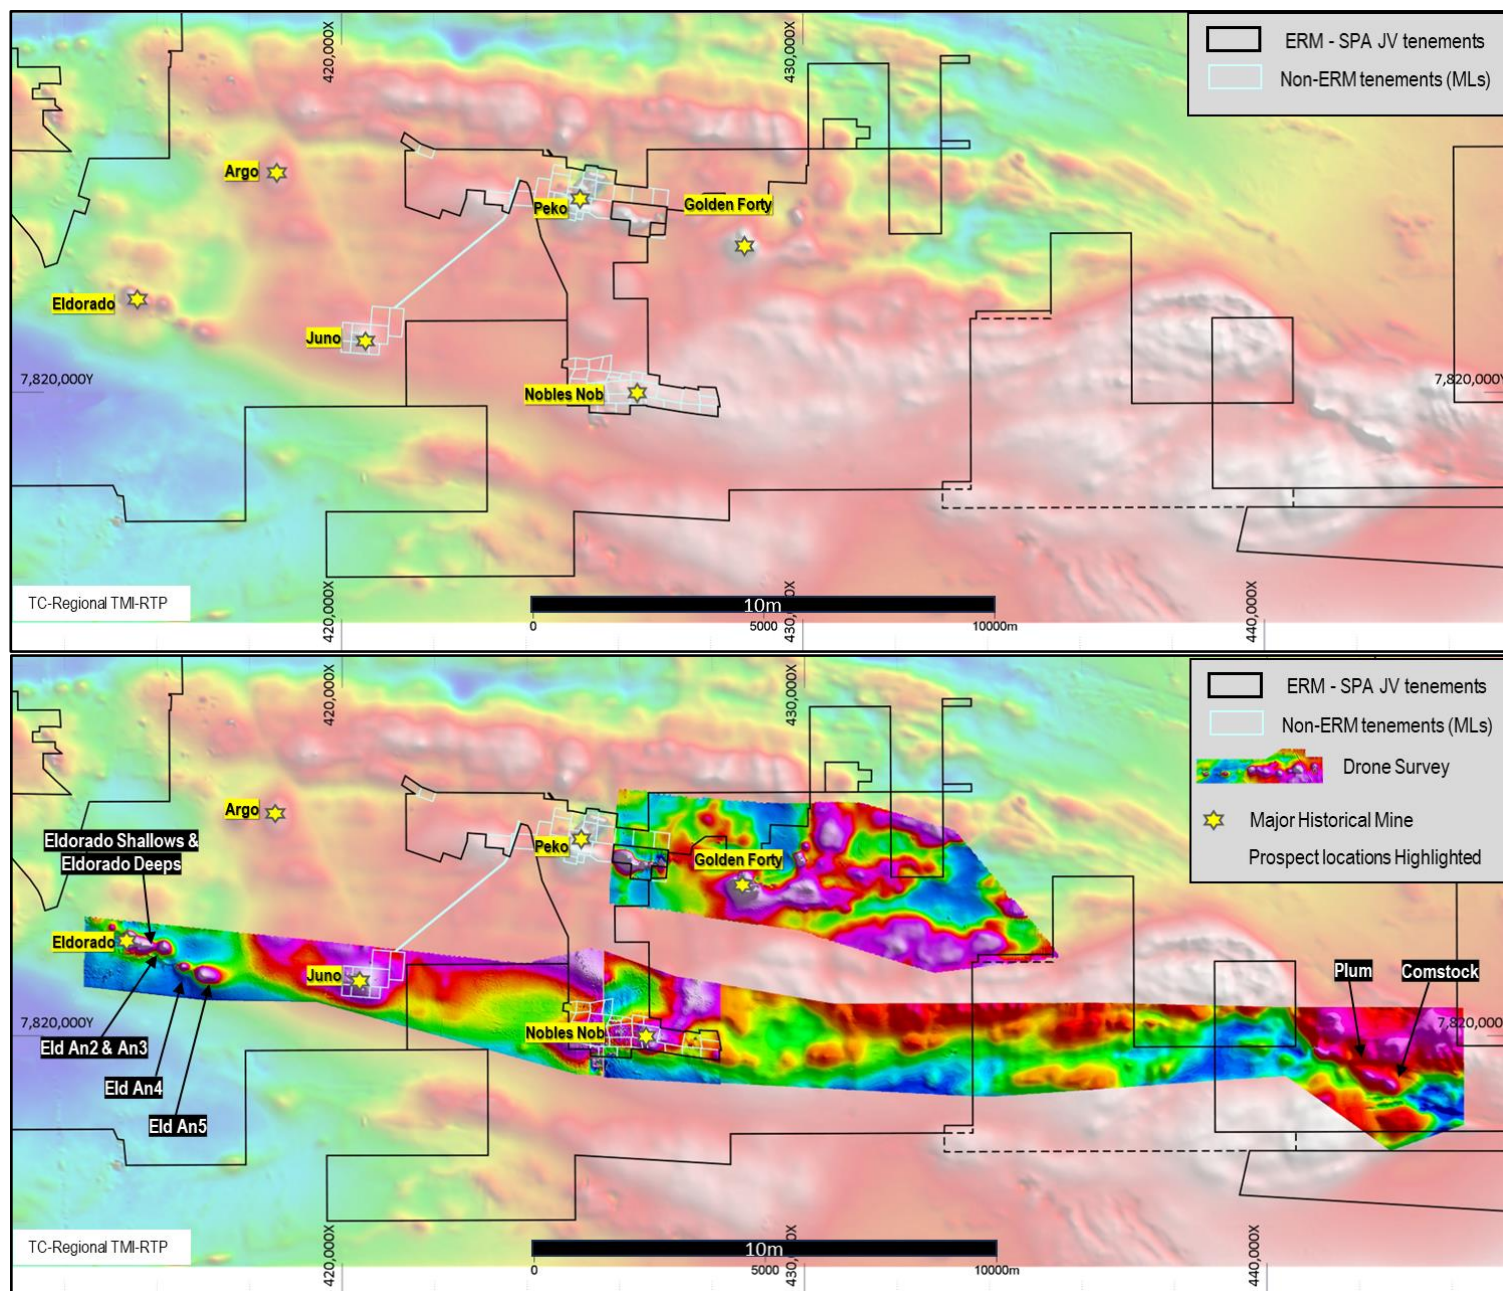 420,000X
430,000X
ERM - SPA JV tenements
Non-ERM tenements (MLs)
Argo
Peko
Golden Forty
Eldorado
Juno
7,820,000Y
7,820,000Y
Nobles Nob
TC-Regional TMI-RTP
420,000X
10m
0
5000
430,000X
10000m
440,000X
420,000X
430,000X
ERM - SPA JV tenements
Non-ERM tenements (MLs)
Drone Survey
Major Historical Mine
Prospect locations Highlighted
Argo
Eldorado Shallows &
Eldorado Deeps
Peko
Golden Forty
Eldorado
Juno
Plum
Comstock
7,820,000Y
7,820,000Y
Nobles Nob
Eld An2 & An3
Eld An4
Eld An5
TC-Regional TMI-RTP
420,000X
10m
0
5000
430,000X
10000m
440,000X